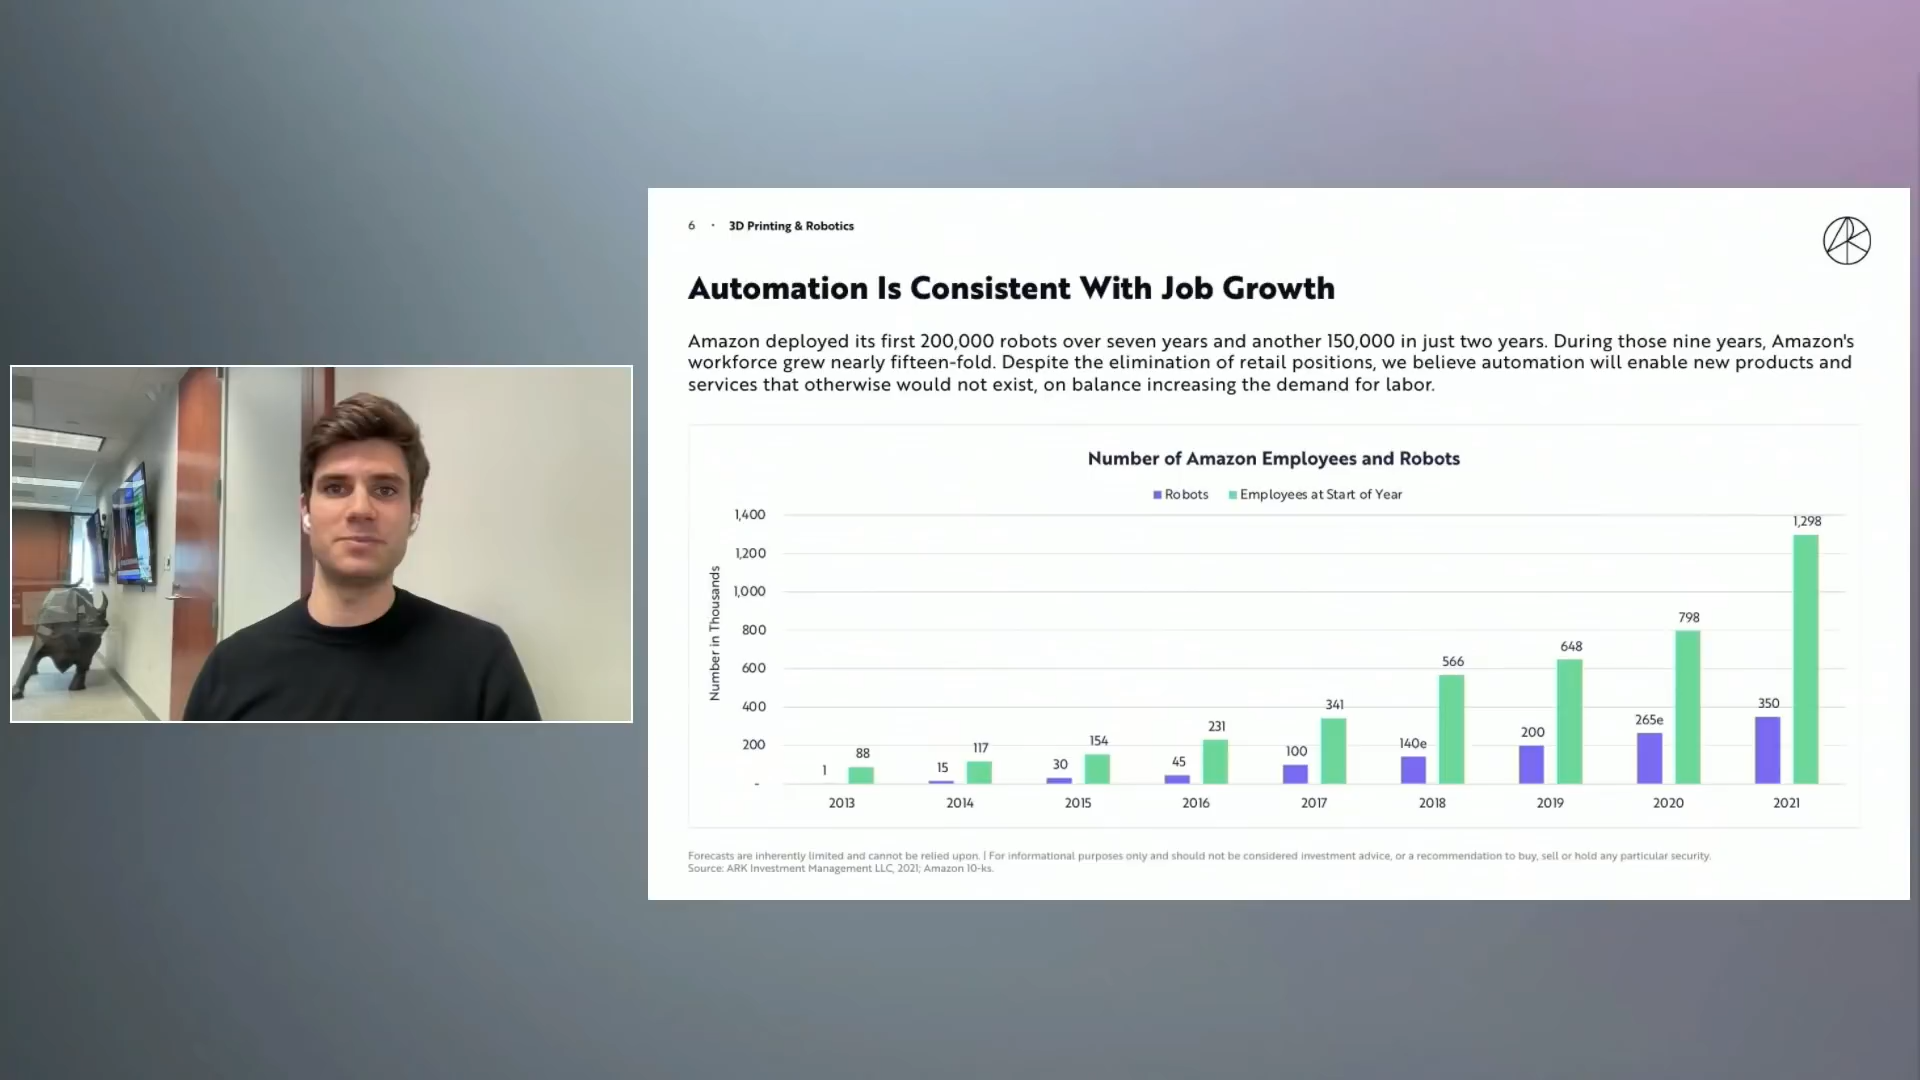 6 · 3D Printing & Robotics
Automation Is Consistent With Job Growth
Amazon deployed its first 200,000 robots over seven years and another 150,000 in just two years. During those nine years, Amazon's
workforce grew nearly fifteen-fold. Despite the elimination of retail positions, we believe automation will enable new products and
services that otherwise would not exist, on balance increasing the demand for labor.
Number of Amazon Employees and Robots
Robots Employees at Start of Year
Number in Thousands
1,400
1,200
1,000
800
600
400
200
-
1 88
15 117
30 154
45 231
100 341
140e 566
200 648
265e 798
350 1,298
2013 2014 2015 2016 2017 2018 2019 2020 2021
Forecasts are inherently limited and cannot be relied upon. | For informational purposes only and should not be considered investment advice, or a recommendation to buy, sell or hold any particular security.
Source: ARK Investment Management LLC, 2021; Amazon 10-ks.